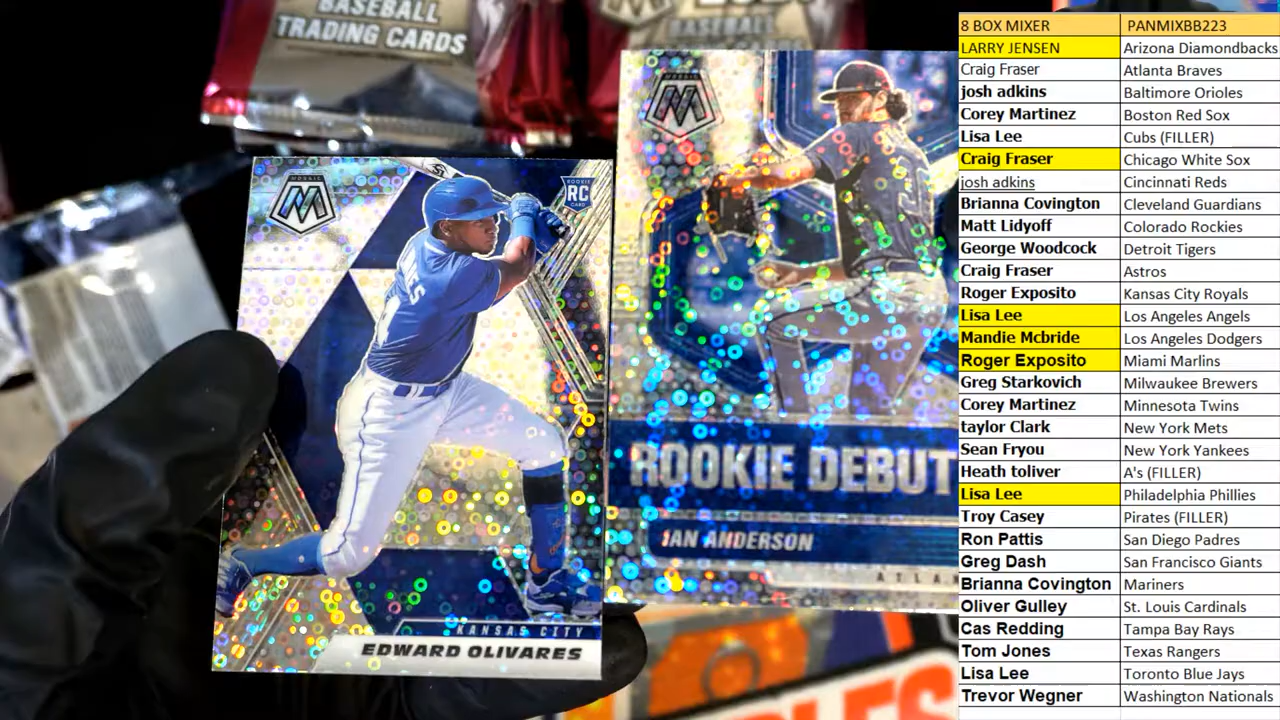 BASEBALL
TRADING CARDS
BASEBALL
MOSAIC
M
ROOKIE
RC
CARD
KANSAS CITY
EDWARD OLIVARES
M
ROOKIE DEBUT
IAN ANDERSON
ATLAN
8 BOX MIXER PANMIXBB223
LARRY JENSEN Arizona Diamondbacks
Craig Fraser Atlanta Braves
josh adkins Baltimore Orioles
Corey Martinez Boston Red Sox
Lisa Lee Cubs (FILLER)
Craig Fraser Chicago White Sox
josh adkins Cincinnati Reds
Brianna Covington Cleveland Guardians
Matt Lidyoff Colorado Rockies
George Woodcock Detroit Tigers
Craig Fraser Astros
Roger Exposito Kansas City Royals
Lisa Lee Los Angeles Angels
Mandie Mcbride Los Angeles Dodgers
Roger Exposito Miami Marlins
Greg Starkovich Milwaukee Brewers
Corey Martinez Minnesota Twins
taylor Clark New York Mets
Sean Fryou New York Yankees
Heath toliver A's (FILLER)
Lisa Lee Philadelphia Phillies
Troy Casey Pirates (FILLER)
Ron Pattis San Diego Padres
Greg Dash San Francisco Giants
Brianna Covington Mariners
Oliver Gulley St. Louis Cardinals
Cas Redding Tampa Bay Rays
Tom Jones Texas Rangers
Lisa Lee Toronto Blue Jays
Trevor Wegner Washington Nationals